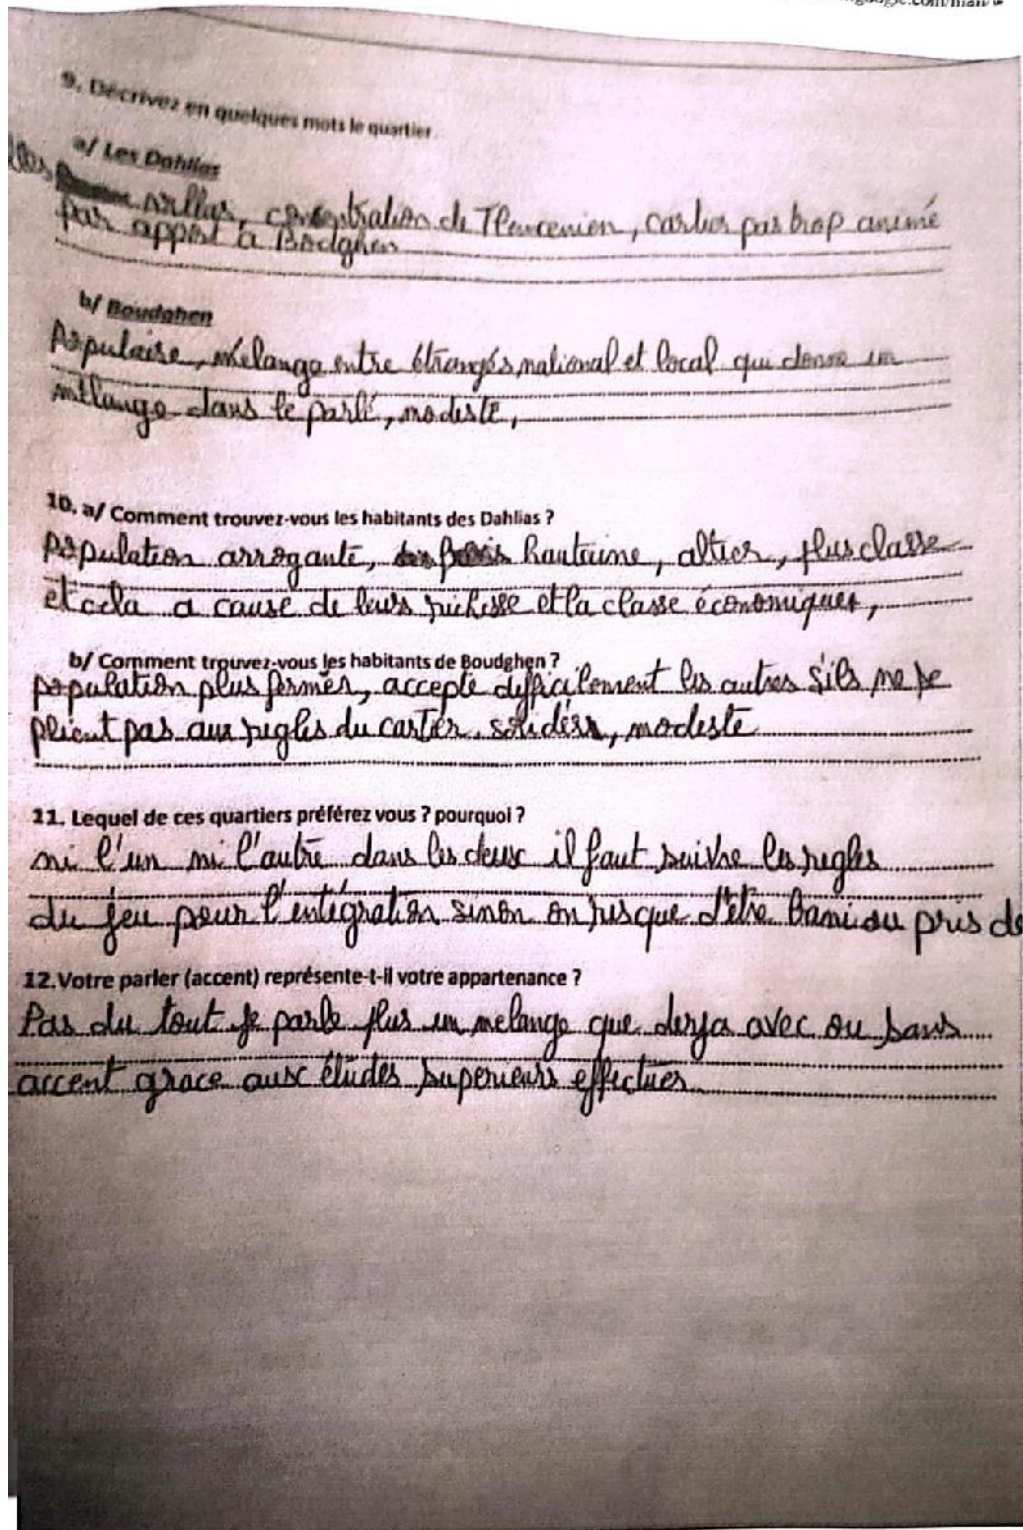 9. Décrivez en quelques mots le quartier
a/ Les Dahlias
des villas, concentration de Tlemcenien, cartier pas trop animé
par apport à Bodghen
b/ Boudghen
Populaire, mélange entre étrangés, national et local qui donne un
mélange dans le parlé, modeste,
10. a/ Comment trouvez-vous les habitants des Dahlias ?
population arrogante, hautaine, altier, plus classe
et cela a cause de leurs richesse et la classe économiques,
b/ Comment trouvez-vous les habitants de Boudghen ?
population plus fermés, accepte difficilement les autres s'ils ne se
plient pas aux regles du cartier, solidere, modeste
11. Lequel de ces quartiers préférez vous ? pourquoi ?
ni l'un ni l'autre dans les deux il faut suivre les regles
du jeu pour l'intégration sinon on risque d'être bani ou pris de
12.Votre parler (accent) représente-t-il votre appartenance ?
Pas du tout je parle plus un melange que derja avec ou sans
accent grace aux études superieurs effectues